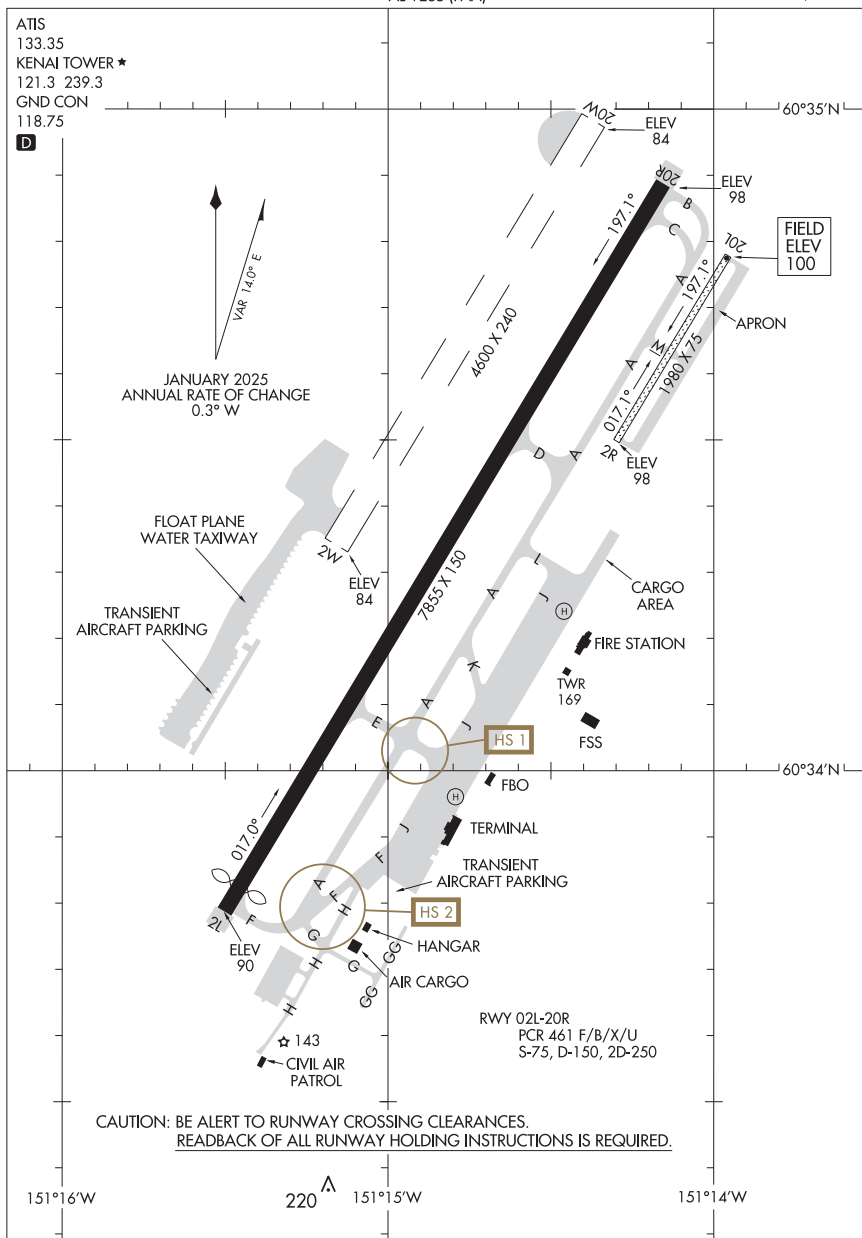 ATIS
133.35
KENAI TOWER ★
121.3 239.3
GND CON
118.75
D
VAR 14.0° E
JANUARY 2025
ANNUAL RATE OF CHANGE
0.3° W
20W
ELEV
84
60°35'N
20R
ELEV
98
B
C
20L
FIELD
ELEV
100
197.1°
A
197.1°
APRON
4600 X 240
A
M
1980 X 75
017.1°
2R
ELEV
98
D
A
FLOAT PLANE
WATER TAXIWAY
2W
ELEV
84
7855 X 150
L
CARGO
AREA
A
J
H
TRANSIENT
AIRCRAFT PARKING
FIRE STATION
K
TWR
169
A
J
E
FSS
HS 1
60°34'N
FBO
H
017.0°
J
TERMINAL
F
TRANSIENT
AIRCRAFT PARKING
A
F
H
HS 2
2L
F
ELEV
90
G
HANGAR
H
G
GG
AIR CARGO
GG
H
RWY 02L-20R
PCR 461 F/B/X/U
S-75, D-150, 2D-250
143
CIVIL AIR
PATROL
CAUTION: BE ALERT TO RUNWAY CROSSING CLEARANCES.
READBACK OF ALL RUNWAY HOLDING INSTRUCTIONS IS REQUIRED.
220
151°16'W
151°15'W
151°14'W